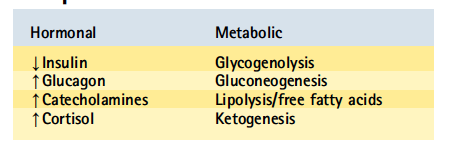 Hormonal Metabolic
↓Insulin Glycogenolysis
↑Glucagon Gluconeogenesis
↑Catecholamines Lipolysis/free fatty acids
↑Cortisol Ketogenesis